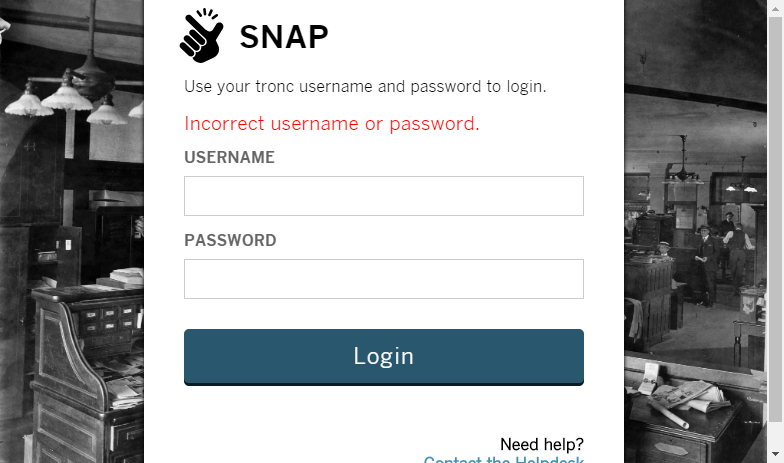 SNAP
Use your tronc username and password to login.
Incorrect username or password.
USERNAME
PASSWORD
Login
Need help?
Contact the Helpdesk